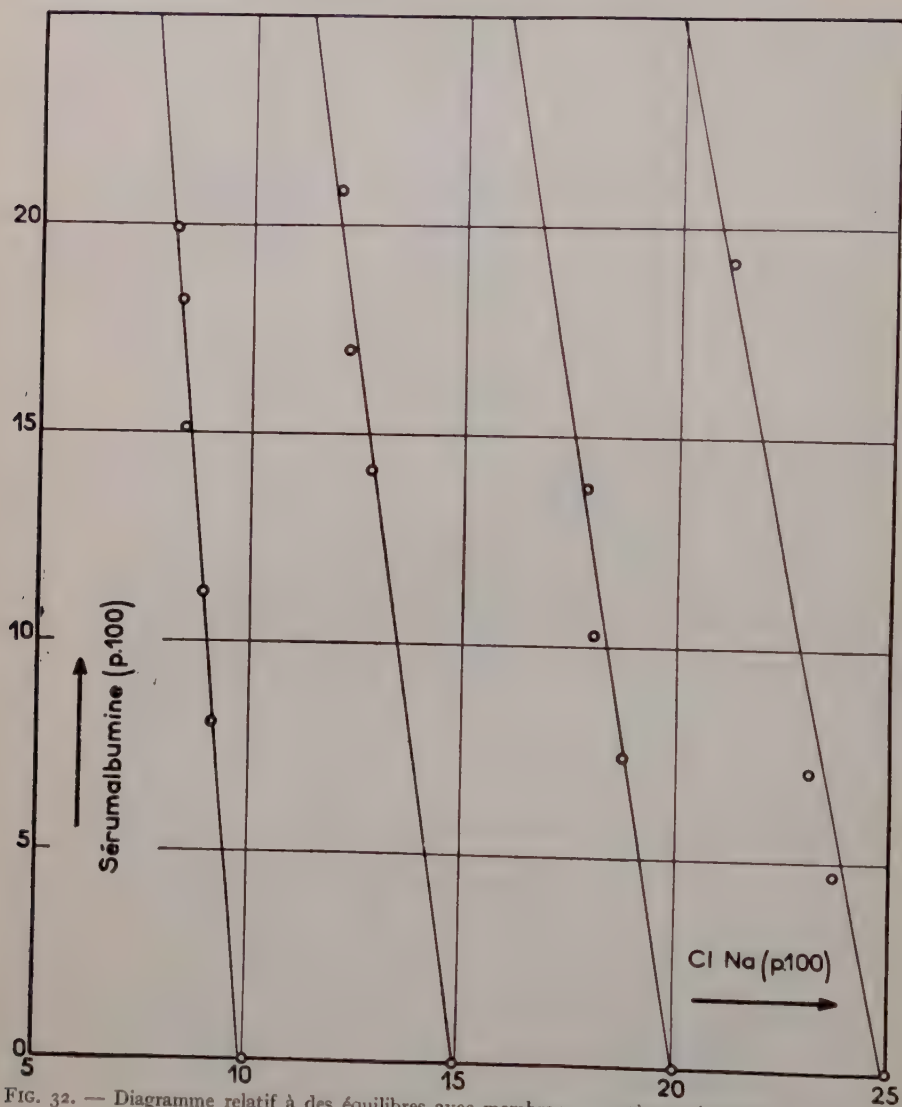 20
15
10
5
0
Sérumalbumine (p.100)
Cl Na (p.100)
5 10 15 20 25
FIG. 32. — Diagramme relatif à des équilibres avec